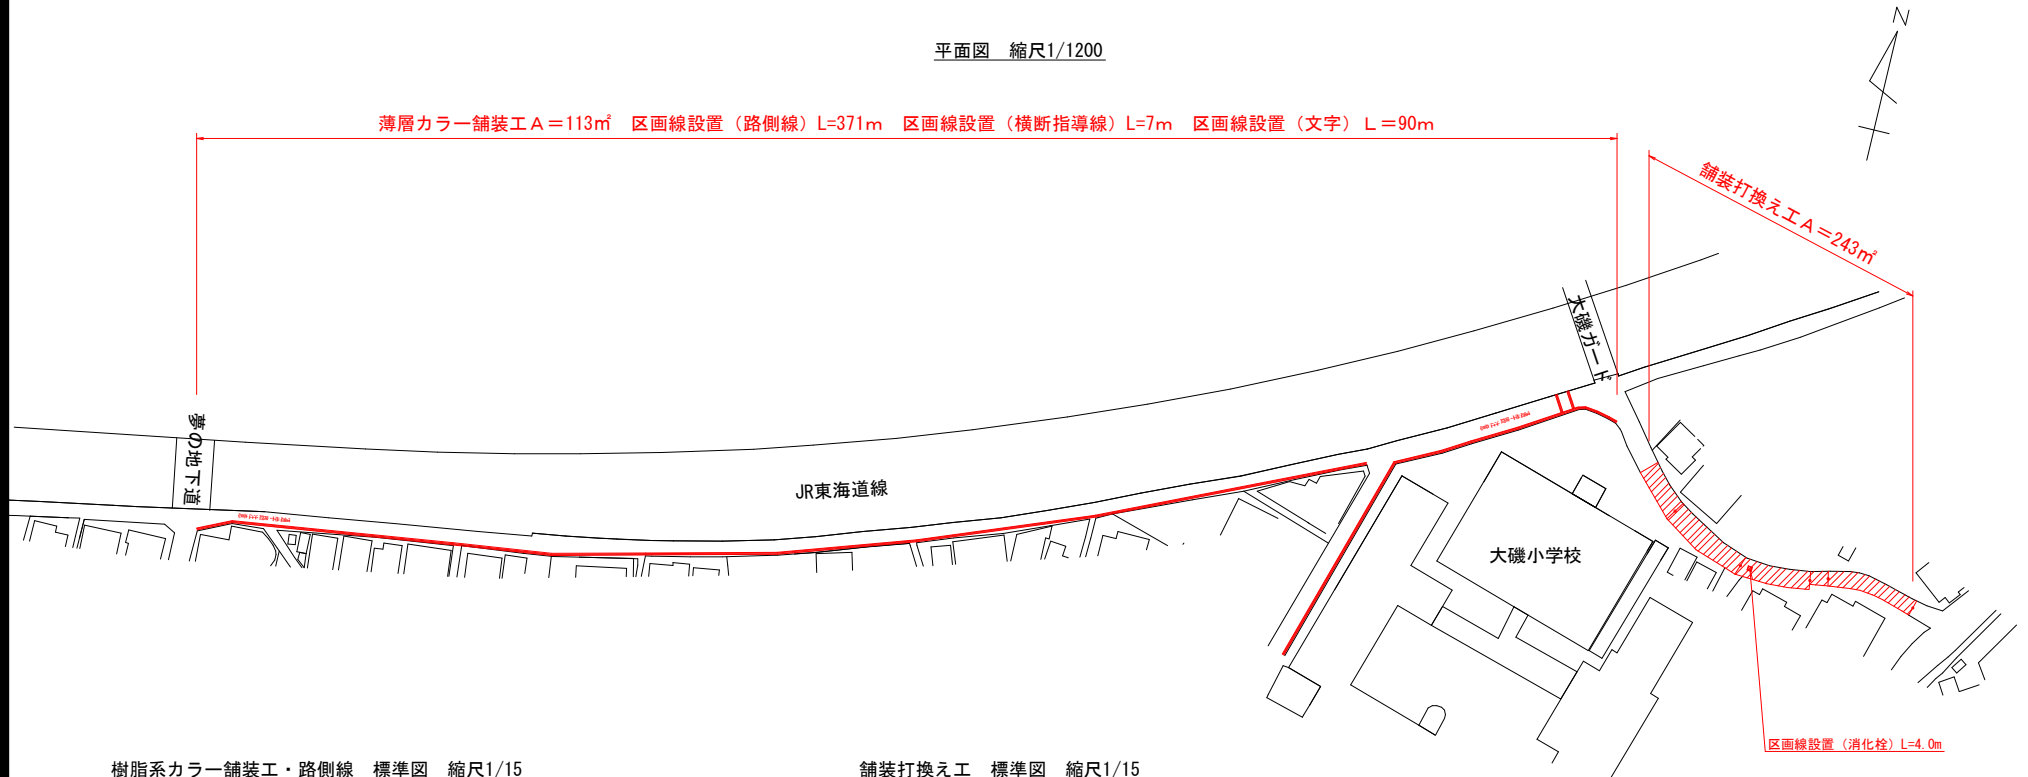 平面図 縮尺1/1200
N
薄層カラー舗装工A=113㎡ 区画線設置（路側線）L=371m 区画線設置（横断指導線）L=7m 区画線設置（文字）L=90m
舗装打換え工A=243㎡
大磯ガード
夢の地下道
JR東海道線
大磯小学校
区画線設置（消化栓）L=4.0m
樹脂系カラー舗装工・路側線 標準図 縮尺1/15
舗装打換え工 標準図 縮尺1/15